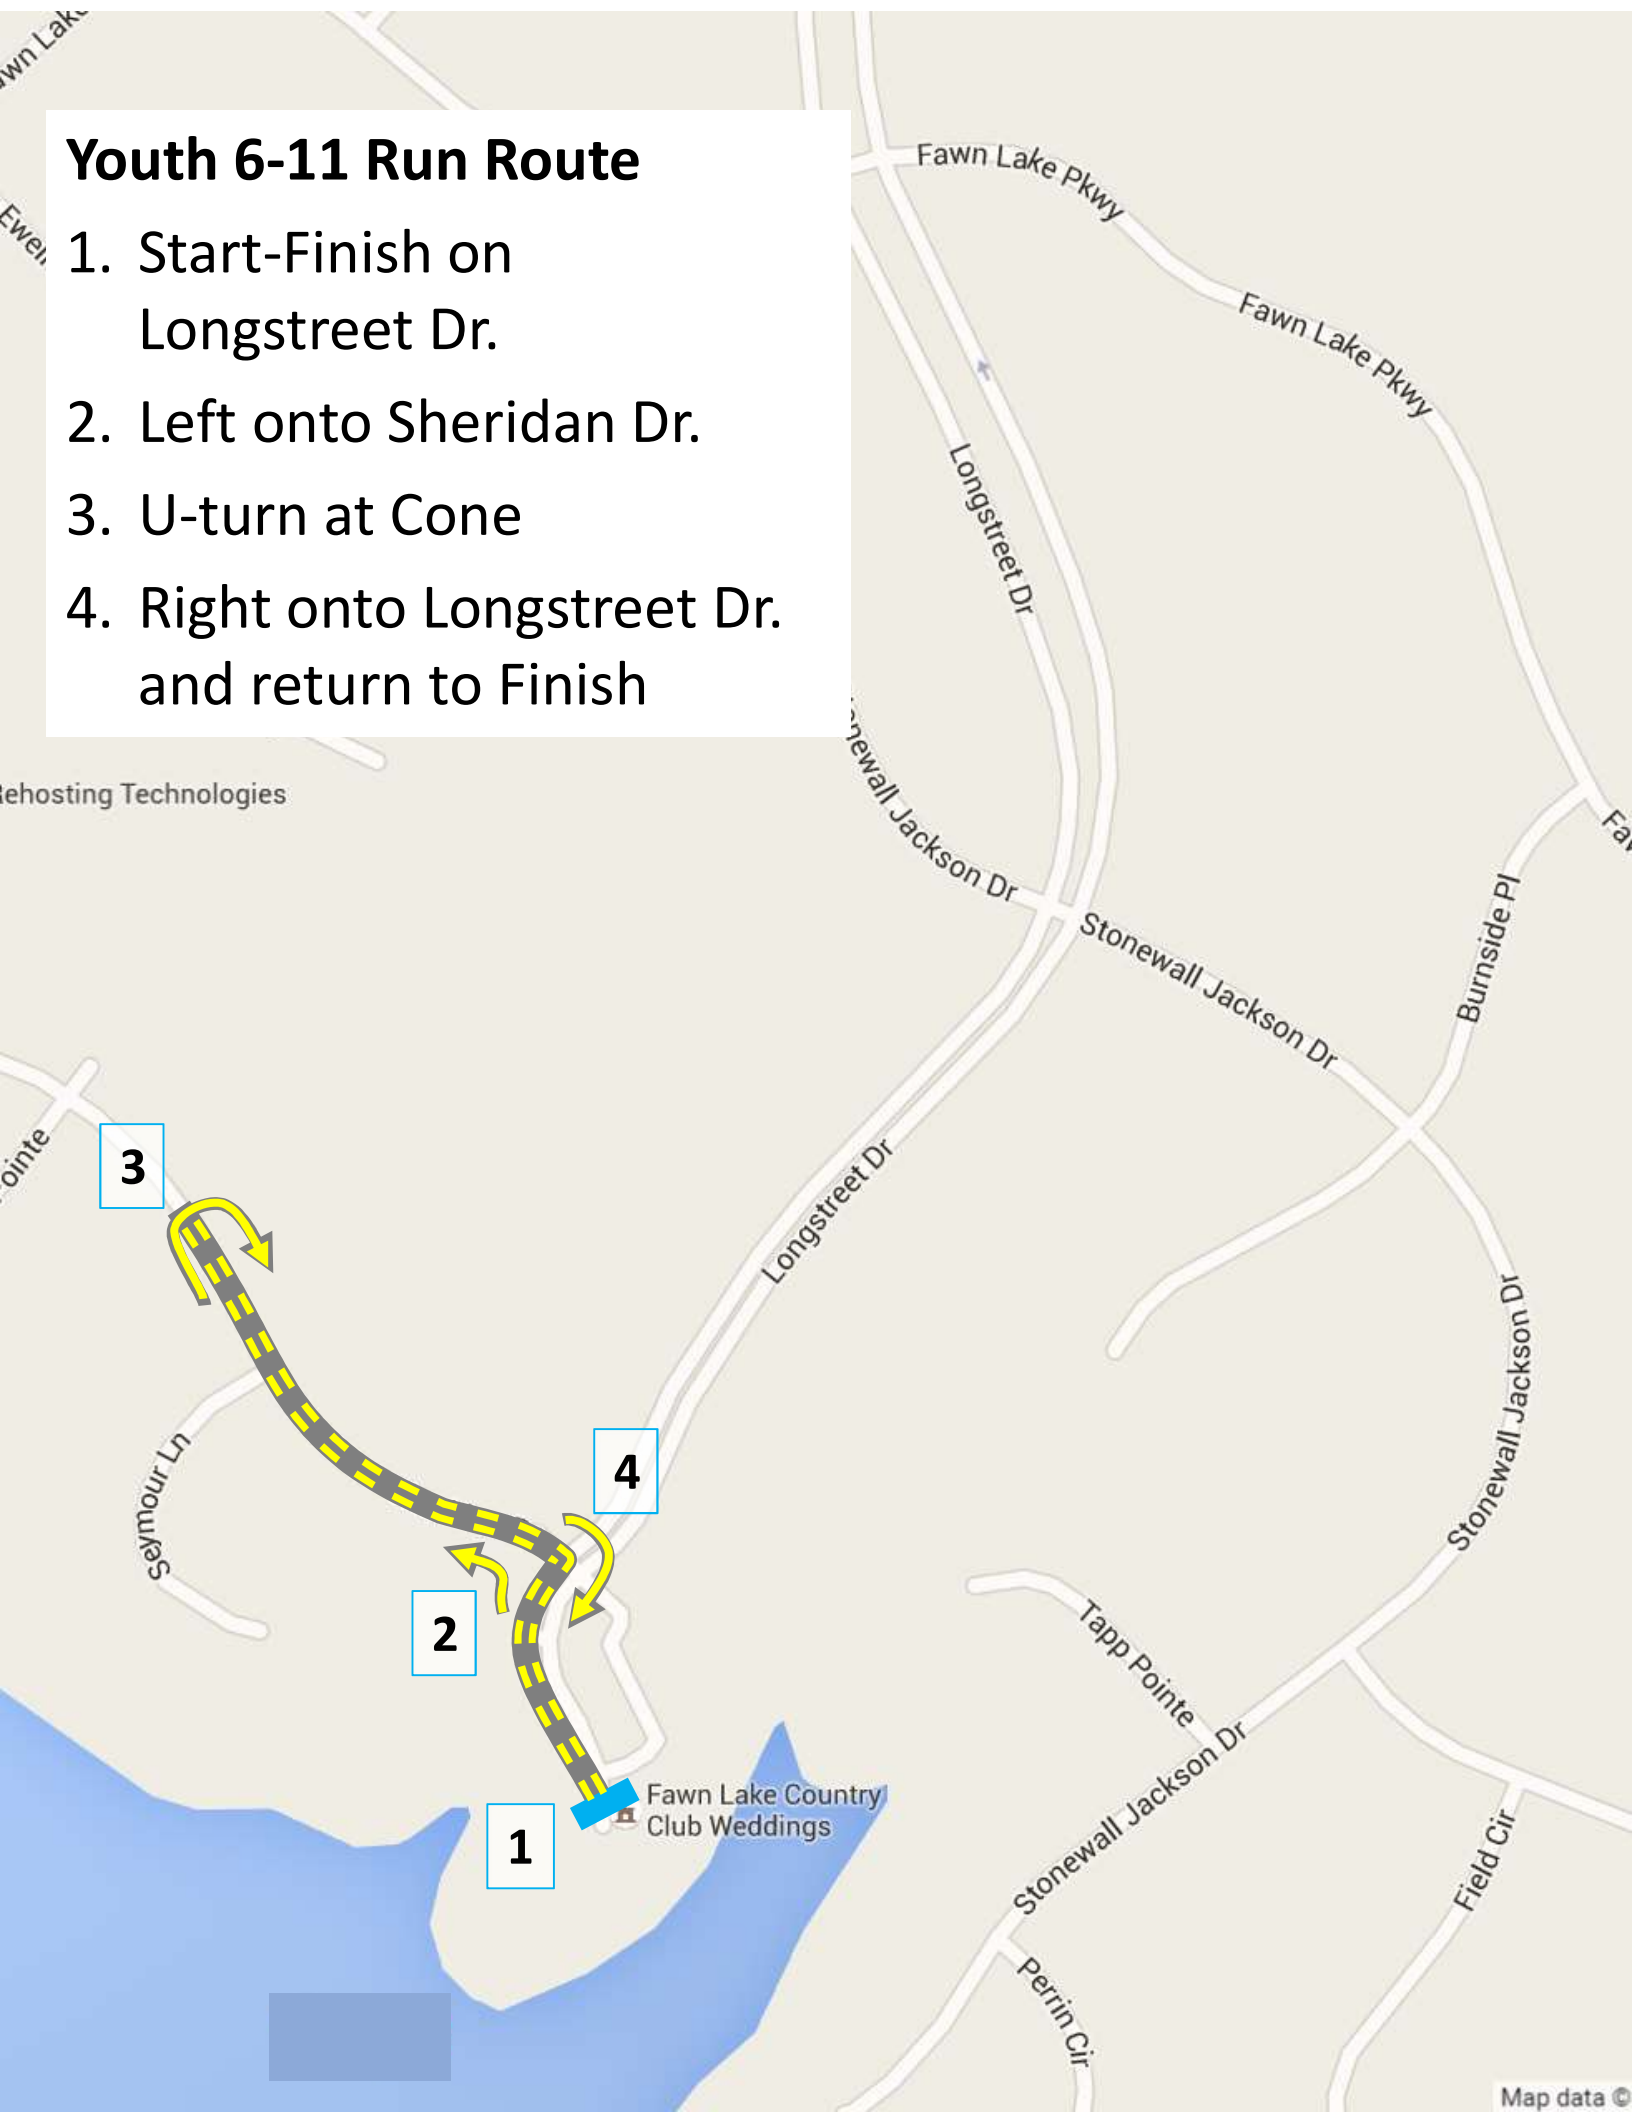 Youth 6-11 Run Route
1. Start-Finish on
Longstreet Dr.
2. Left onto Sheridan Dr.
3. U-turn at Cone
4. Right onto Longstreet Dr.
and return to Finish
Fawn Lake Pkwy
Fawn Lake Pkwy
Longstreet Dr
Jackson Dr
Stonewall Jackson Dr
Burnside Pl
Technologies
3
Longstreet Dr
Stonewall Jackson Dr
Seymour Ln
4
2
Tapp Pointe
1
Fawn Lake Country
Club Weddings
Stonewall Jackson Dr
Field Cir
Perrin Cir
Map data ©